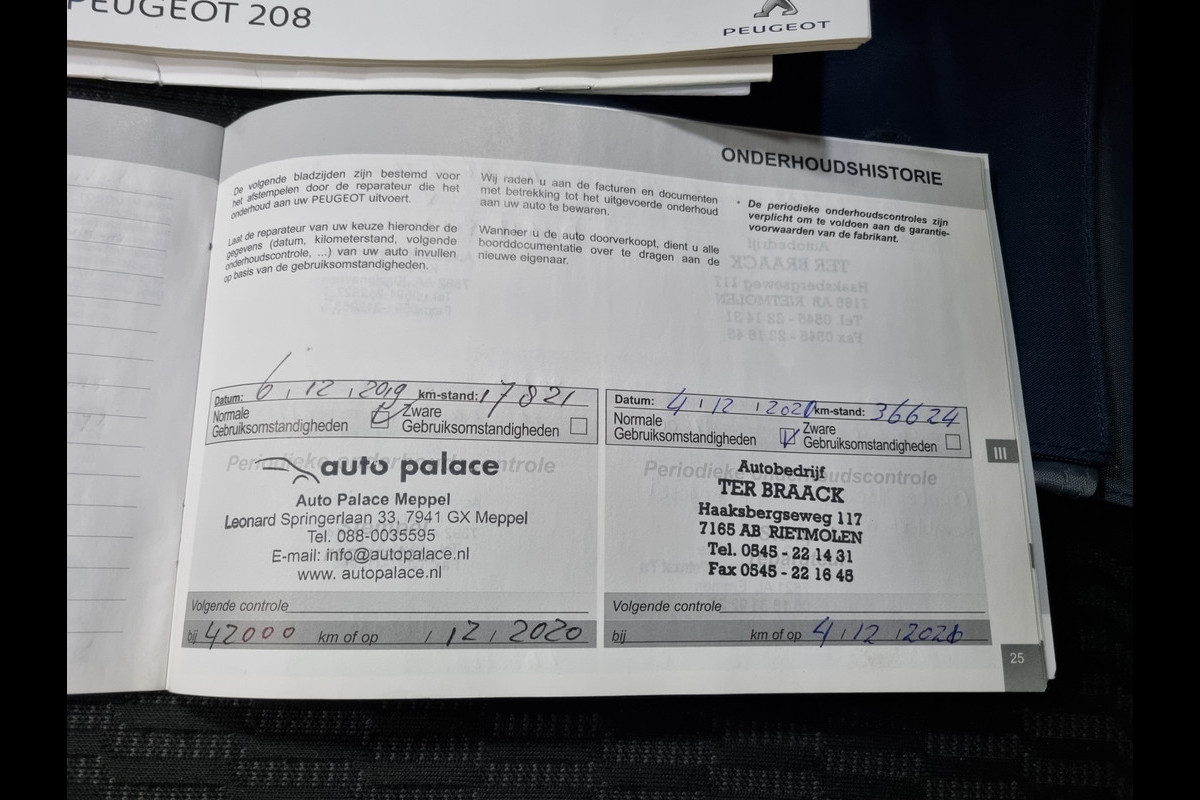 PEUGEOT 208
PEUGEOT
ONDERHOUDSHISTORIE
De volgende bladzijden zijn bestemd voor
het afstempelen door de reparateur die het
onderhoud aan uw PEUGEOT uitvoert.
Laat de reparateur van uw keuze hieronder de
gegevens (datum, kilometerstand, volgende
onderhoudscontrole, ...) van uw auto invullen
op basis van de gebruiksomstandigheden.
Wij raden u aan de facturen en documenten
met betrekking tot het uitgevoerde onderhoud
aan uw auto te bewaren.
Wanneer u de auto doorverkoopt, dient u alle
boorddocumentatie over te dragen aan de
nieuwe eigenaar.
* De periodieke onderhoudscontroles zijn
verplicht om te voldoen aan de garantie-
voorwaarden van de fabrikant.
Datum: 6, 12, 2019 km-stand: 17821
Normale
Gebruiksomstandigheden
Zware
Gebruiksomstandigheden
Periodieke onderhoudscontrole
auto palace
Auto Palace Meppel
Leonard Springerlaan 33, 7941 GX Meppel
Tel. 088-0035595
E-mail: info@autopalace.nl
www. autopalace.nl
Volgende controle
bij 42000 km of op , 12, 2020
Datum: 4, 12, 2020 km-stand: 36624
Normale
Gebruiksomstandigheden
Zware
Gebruiksomstandigheden
Periodieke onderhoudscontrole
Autobedrijf
TER BRAACK
Haaksbergseweg 117
7165 AB RIETMOLEN
Tel. 0545 - 22 14 31
Fax 0545 - 22 16 45
Volgende controle
bij km of op 4, 12, 2021
III
25